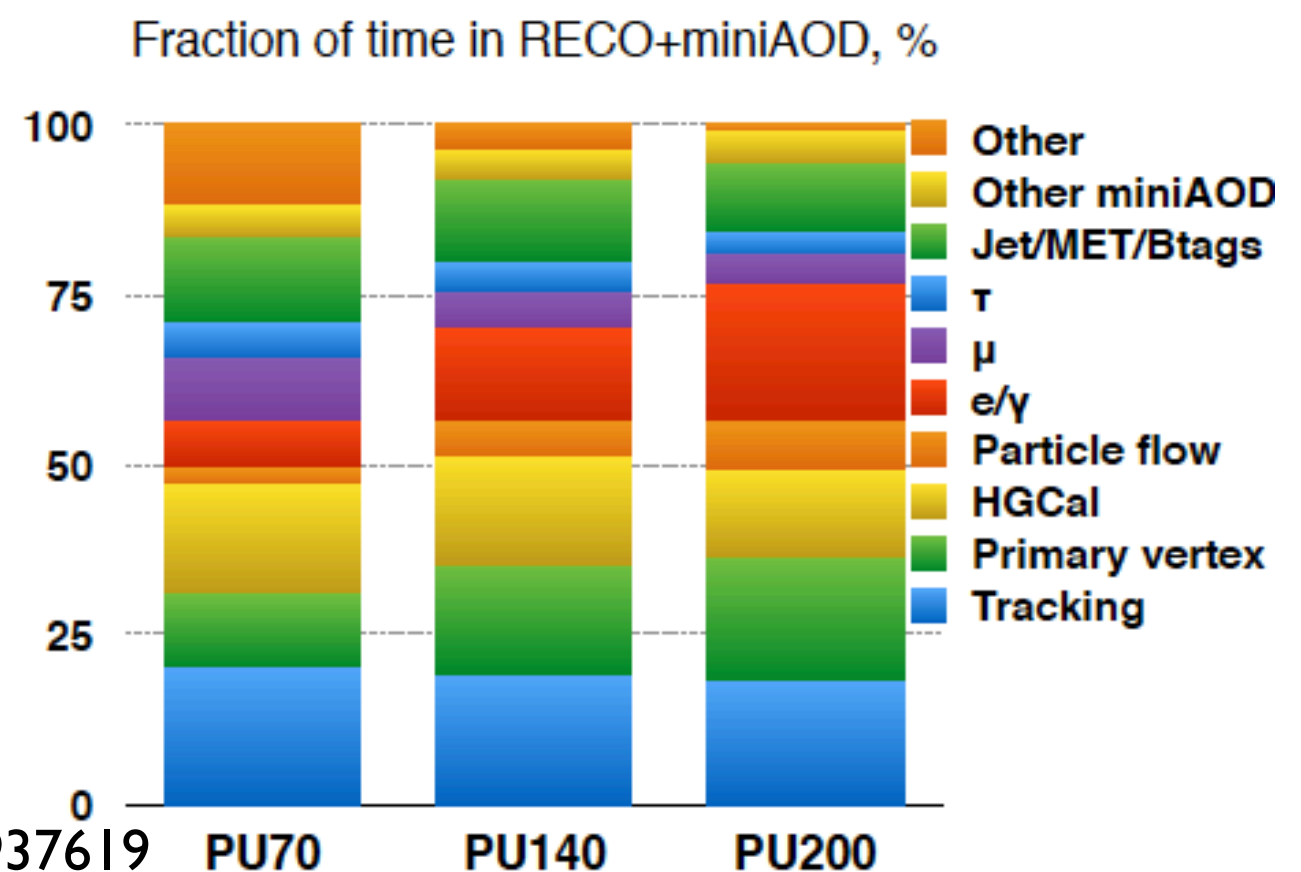 Fraction of time in RECO+miniAOD, %
100
75
50
25
0
Other
Other miniAOD
Jet/MET/Btags
τ
μ
e/γ
Particle flow
HGCal
Primary vertex
Tracking
37619
PU70 PU140 PU200